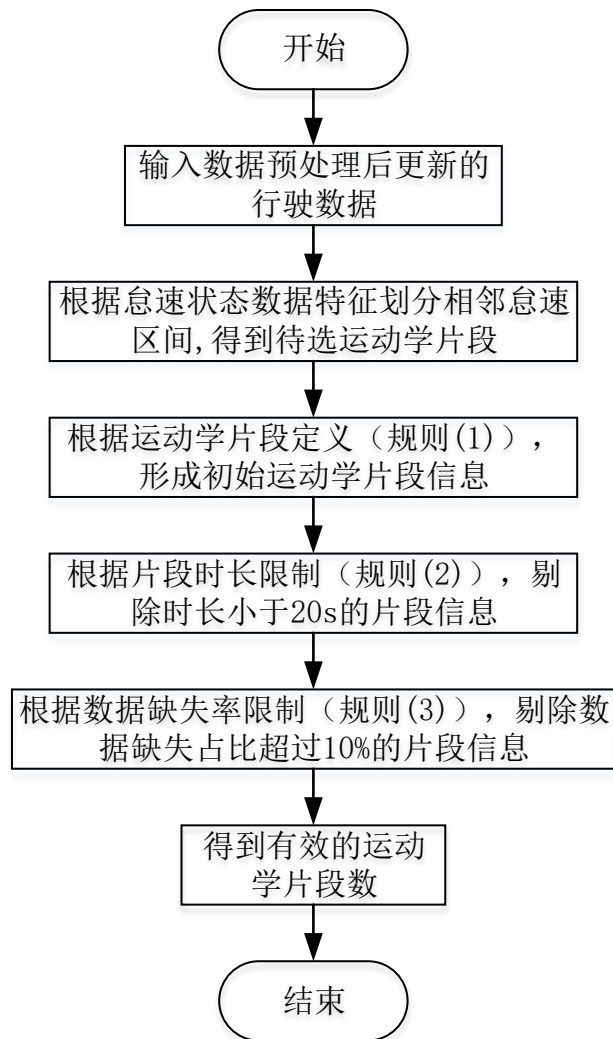 开始
输入数据预处理后更新的
行驶数据
根据怠速状态数据特征划分相邻怠速
区间,得到待选运动学片段
根据运动学片段定义（规则(1)），
形成初始运动学片段信息
根据片段时长限制（规则(2)），剔
除时长小于20s的片段信息
根据数据缺失率限制（规则(3)），剔除数
据缺失占比超过10%的片段信息
得到有效的运动
学片段数
结束